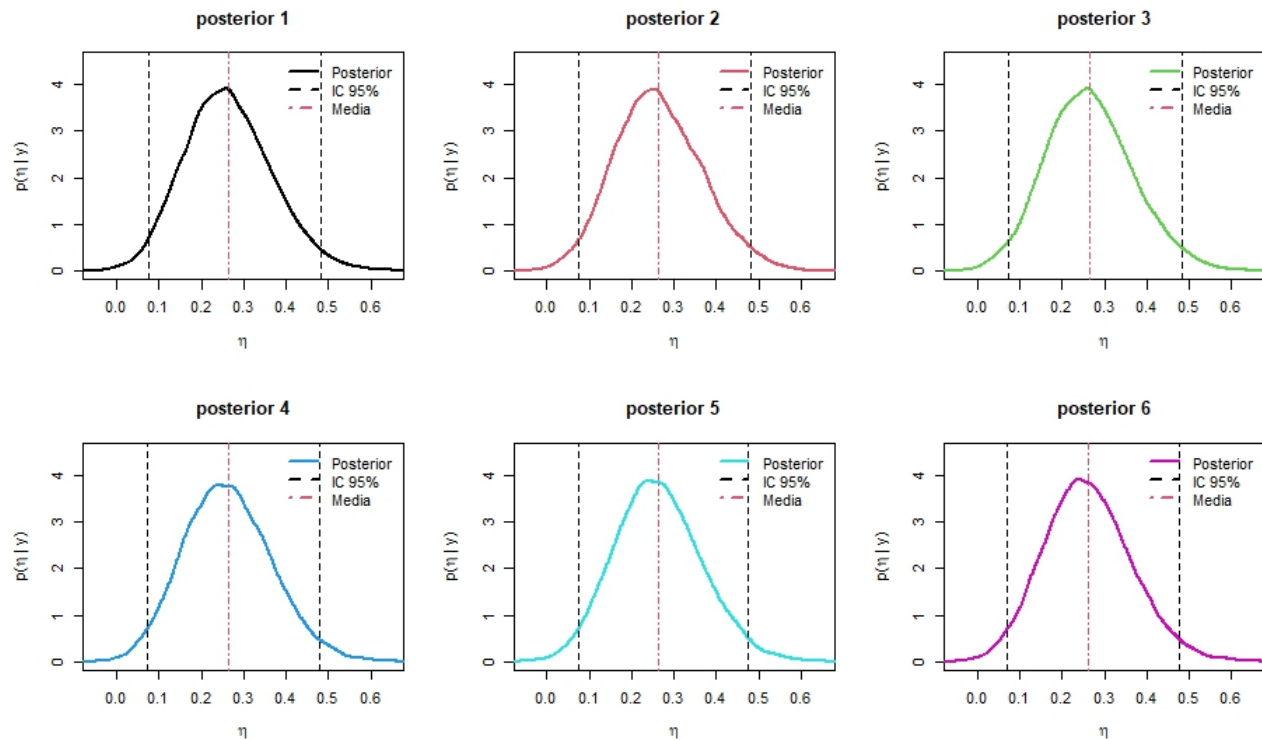 posterior 1
Posterior
IC 95%
Media
p(η | y)
0 1 2 3 4
0.0 0.1 0.2 0.3 0.4 0.5 0.6
η
posterior 2
Posterior
IC 95%
Media
p(η | y)
0 1 2 3 4
0.0 0.1 0.2 0.3 0.4 0.5 0.6
η
posterior 3
Posterior
IC 95%
Media
p(η | y)
0 1 2 3 4
0.0 0.1 0.2 0.3 0.4 0.5 0.6
η
posterior 4
Posterior
IC 95%
Media
p(η | y)
0 1 2 3 4
0.0 0.1 0.2 0.3 0.4 0.5 0.6
η
posterior 5
Posterior
IC 95%
Media
p(η | y)
0 1 2 3 4
0.0 0.1 0.2 0.3 0.4 0.5 0.6
η
posterior 6
Posterior
IC 95%
Media
p(η | y)
0 1 2 3 4
0.0 0.1 0.2 0.3 0.4 0.5 0.6
η